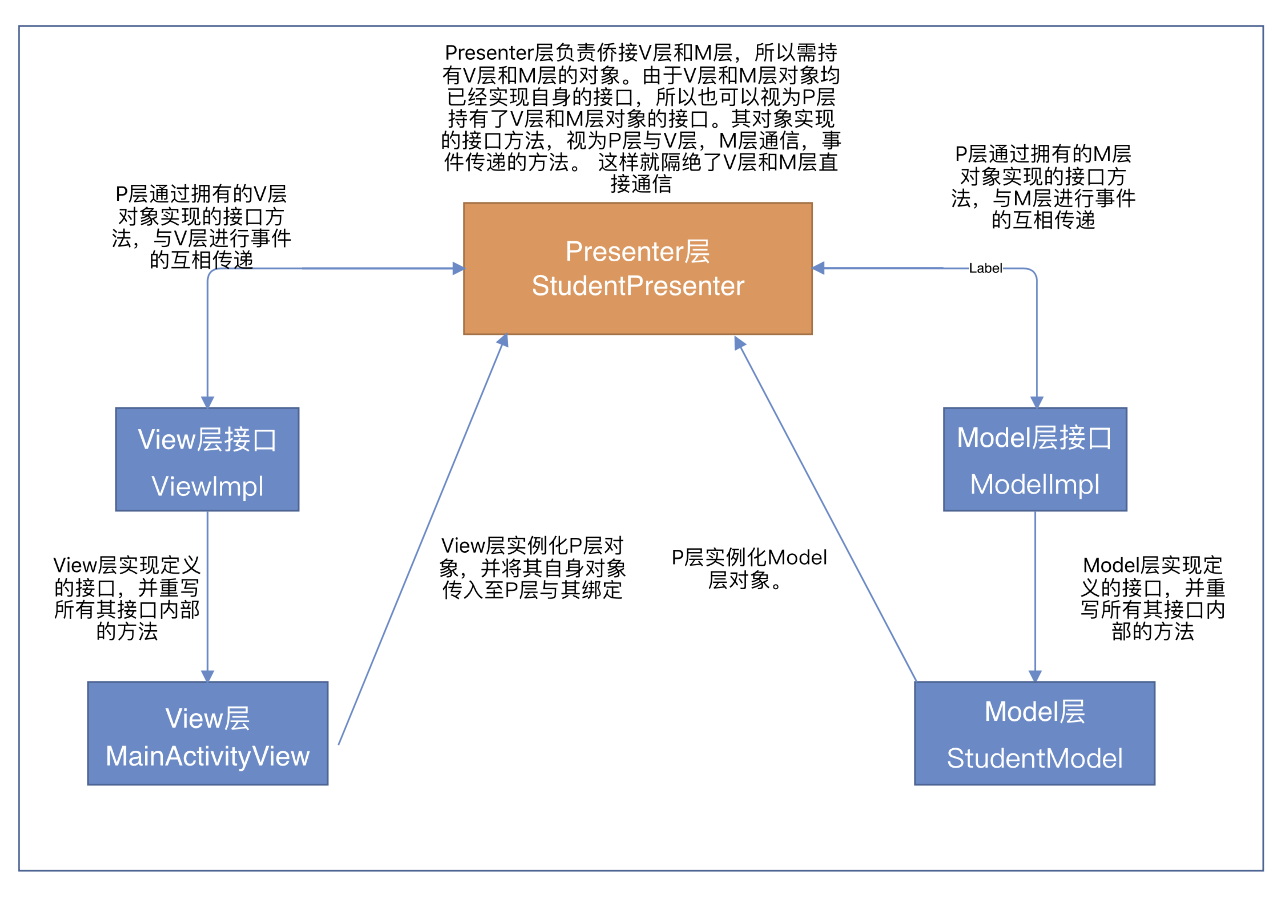 Presenter层负责侨接V层和M层，所以需持
有V层和M层的对象。由于V层和M层对象均
已经实现自身的接口，所以也可以视为P层
持有了V层和M层对象的接口。其对象实现
的接口方法，视为P层与V层，M层通信，事
件传递的方法。 这样就隔绝了V层和M层直
接通信
P层通过拥有的V层
对象实现的接口方
法，与V层进行事件
的互相传递
P层通过拥有的M层
对象实现的接口方
法，与M层进行事件
的互相传递
Presenter层
StudentPresenter
Label
View层接口
ViewImpl
Model层接口
ModelImpl
View层实现定义
的接口，并重写
所有其接口内部
的方法
View层实例化P层对
象，并将其自身对象
传入至P层与其绑定
P层实例化Model
层对象。
Model层实现定
义的接口，并重
写所有其接口内
部的方法
View层
MainActivityView
Model层
StudentModel